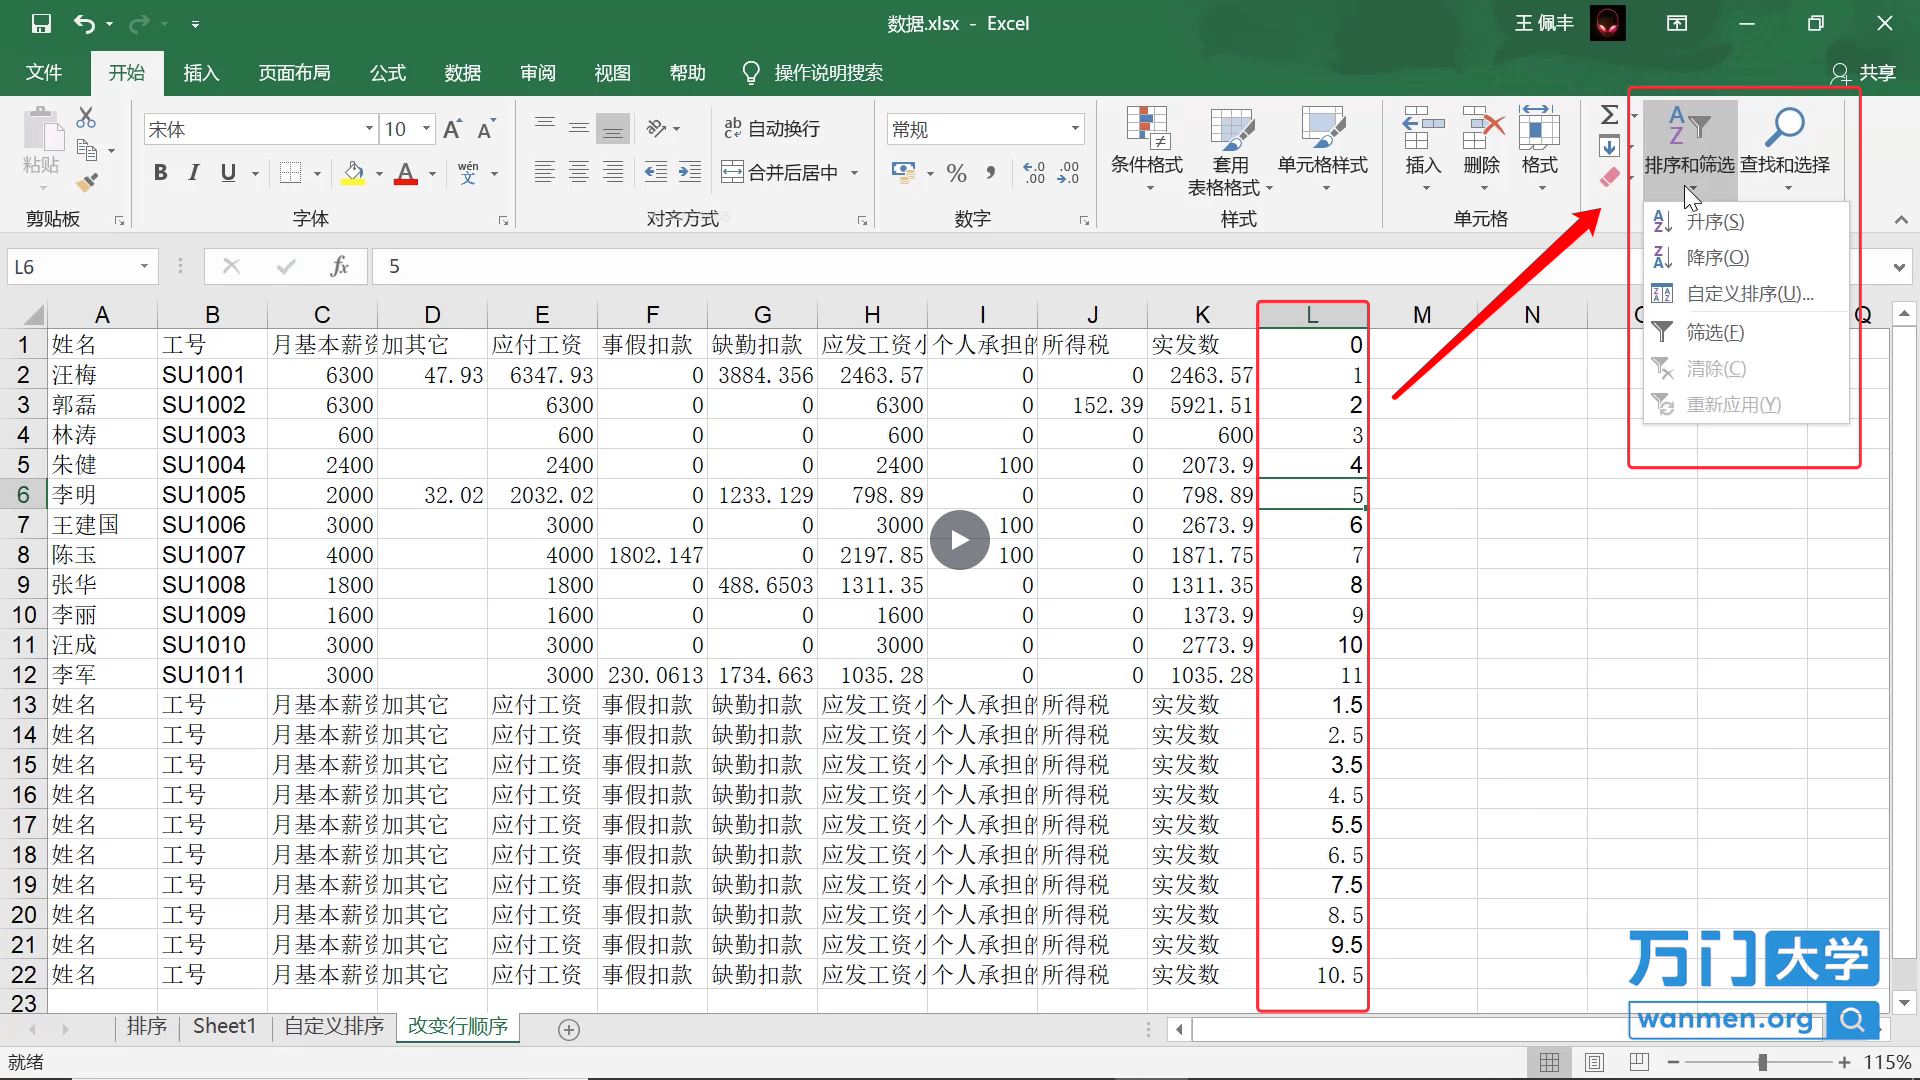 数据.xlsx - Excel
王 佩丰
文件 开始 插入 页面布局 公式 数据 审阅 视图 帮助 操作说明搜索 共享
宋体 10 A A 自动换行 常规 Σ
粘贴 B I U A wén 文 合并后居中 % , 条件格式 套用 表格格式 单元格样式 插入 删除 格式 排序和筛选 查找和选择
剪贴板 字体 对齐方式 数字 样式 单元格
升序(S)
降序(O)
自定义排序(U)...
筛选(F)
清除(C)
重新应用(Y)
L6 fx 5
A B C D E F G H I J K L M N Q
1 姓名 工号 月基本薪资 加其它 应付工资 事假扣款 缺勤扣款 应发工资小 个人承担的 所得税 实发数 0
2 汪梅 SU1001 6300 47.93 6347.93 0 3884.356 2463.57 0 0 2463.57 1
3 郭磊 SU1002 6300 6300 0 0 6300 0 152.39 5921.51 2
4 林涛 SU1003 600 600 0 0 600 0 0 600 3
5 朱健 SU1004 2400 2400 0 0 2400 100 0 2073.9 4
6 李明 SU1005 2000 32.02 2032.02 0 1233.129 798.89 0 0 798.89 5
7 王建国 SU1006 3000 3000 0 0 3000 100 0 2673.9 6
8 陈玉 SU1007 4000 4000 1802.147 0 2197.85 100 0 1871.75 7
9 张华 SU1008 1800 1800 0 488.6503 1311.35 0 0 1311.35 8
10 李丽 SU1009 1600 1600 0 0 1600 0 0 1373.9 9
11 汪成 SU1010 3000 3000 0 0 3000 0 0 2773.9 10
12 李军 SU1011 3000 3000 230.0613 1734.663 1035.28 0 0 1035.28 11
13 姓名 工号 月基本薪资 加其它 应付工资 事假扣款 缺勤扣款 应发工资小 个人承担的 所得税 实发数 1.5
14 姓名 工号 月基本薪资 加其它 应付工资 事假扣款 缺勤扣款 应发工资小 个人承担的 所得税 实发数 2.5
15 姓名 工号 月基本薪资 加其它 应付工资 事假扣款 缺勤扣款 应发工资小 个人承担的 所得税 实发数 3.5
16 姓名 工号 月基本薪资 加其它 应付工资 事假扣款 缺勤扣款 应发工资小 个人承担的 所得税 实发数 4.5
17 姓名 工号 月基本薪资 加其它 应付工资 事假扣款 缺勤扣款 应发工资小 个人承担的 所得税 实发数 5.5
18 姓名 工号 月基本薪资 加其它 应付工资 事假扣款 缺勤扣款 应发工资小 个人承担的 所得税 实发数 6.5
19 姓名 工号 月基本薪资 加其它 应付工资 事假扣款 缺勤扣款 应发工资小 个人承担的 所得税 实发数 7.5
20 姓名 工号 月基本薪资 加其它 应付工资 事假扣款 缺勤扣款 应发工资小 个人承担的 所得税 实发数 8.5
21 姓名 工号 月基本薪资 加其它 应付工资 事假扣款 缺勤扣款 应发工资小 个人承担的 所得税 实发数 9.5
22 姓名 工号 月基本薪资 加其它 应付工资 事假扣款 缺勤扣款 应发工资小 个人承担的 所得税 实发数 10.5
23
万门大学
wanmen.org
排序 Sheet1 自定义排序 改变行顺序
就绪 115%